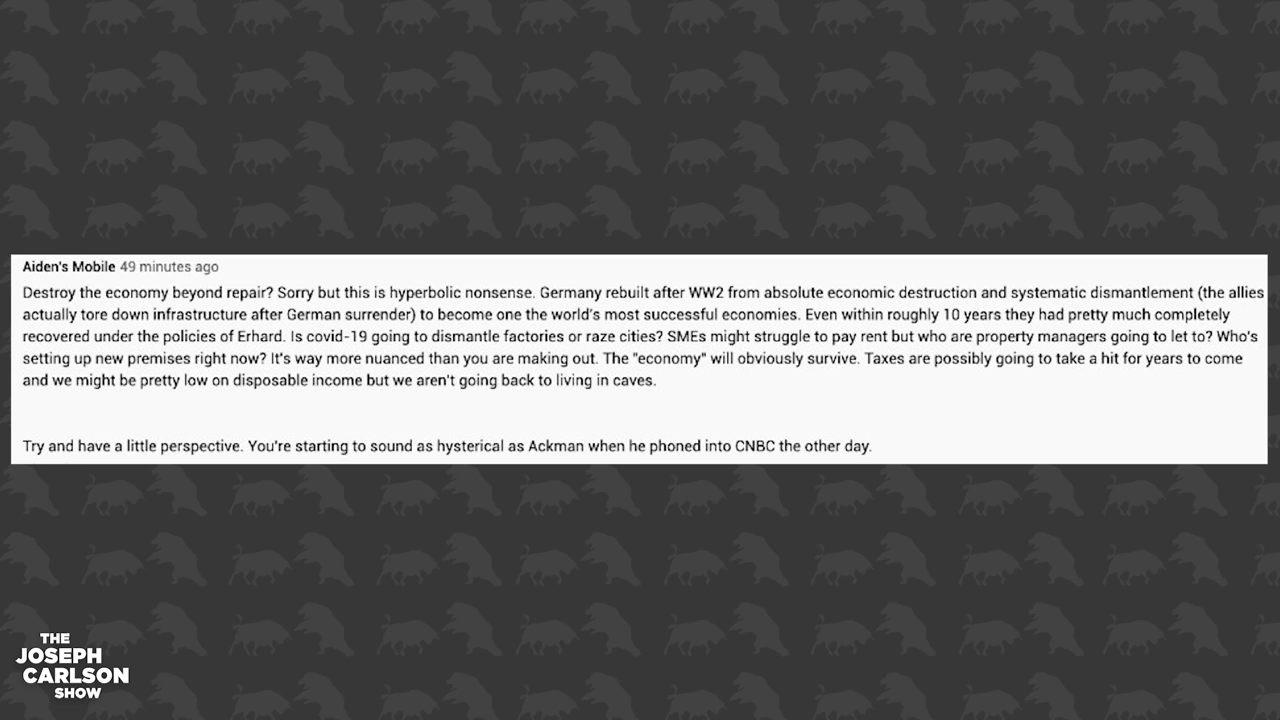 Aiden's Mobile 49 minutes ago
Destroy the economy beyond repair? Sorry but this is hyperbolic nonsense. Germany rebuilt after WW2 from absolute economic destruction and systematic dismantlement (the allies
actually tore down infrastructure after German surrender) to become one the world's most successful economies. Even within roughly 10 years they had pretty much completely
recovered under the policies of Erhard. Is covid-19 going to dismantle factories or raze cities? SMEs might struggle to pay rent but who are property managers going to let to? Who's
setting up new premises right now? It's way more nuanced than you are making out. The "economy" will obviously survive. Taxes are possibly going to take a hit for years to come
and we might be pretty low on disposable income but we aren't going back to living in caves.
Try and have a little perspective. You're starting to sound as hysterical as Ackman when he phoned into CNBC the other day.
THE
JOSEPH
CARLSON
SHOW